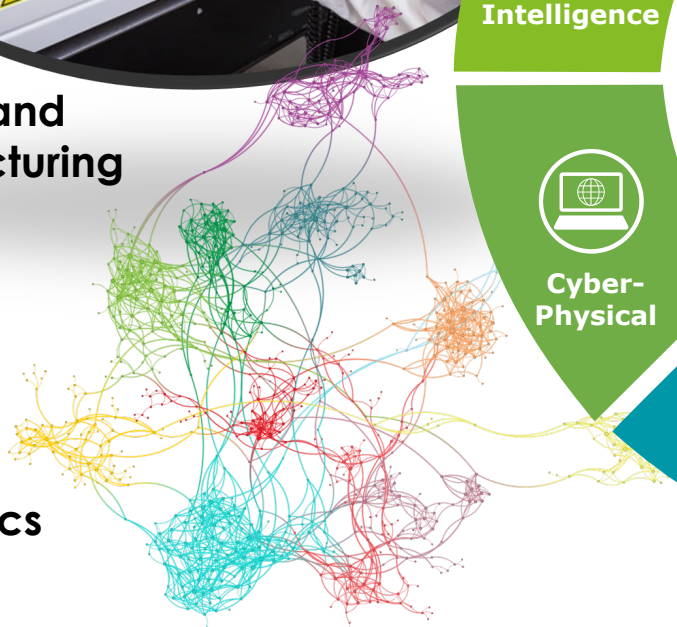 Intelligence
and
cturing
Cyber-
Physical
cs